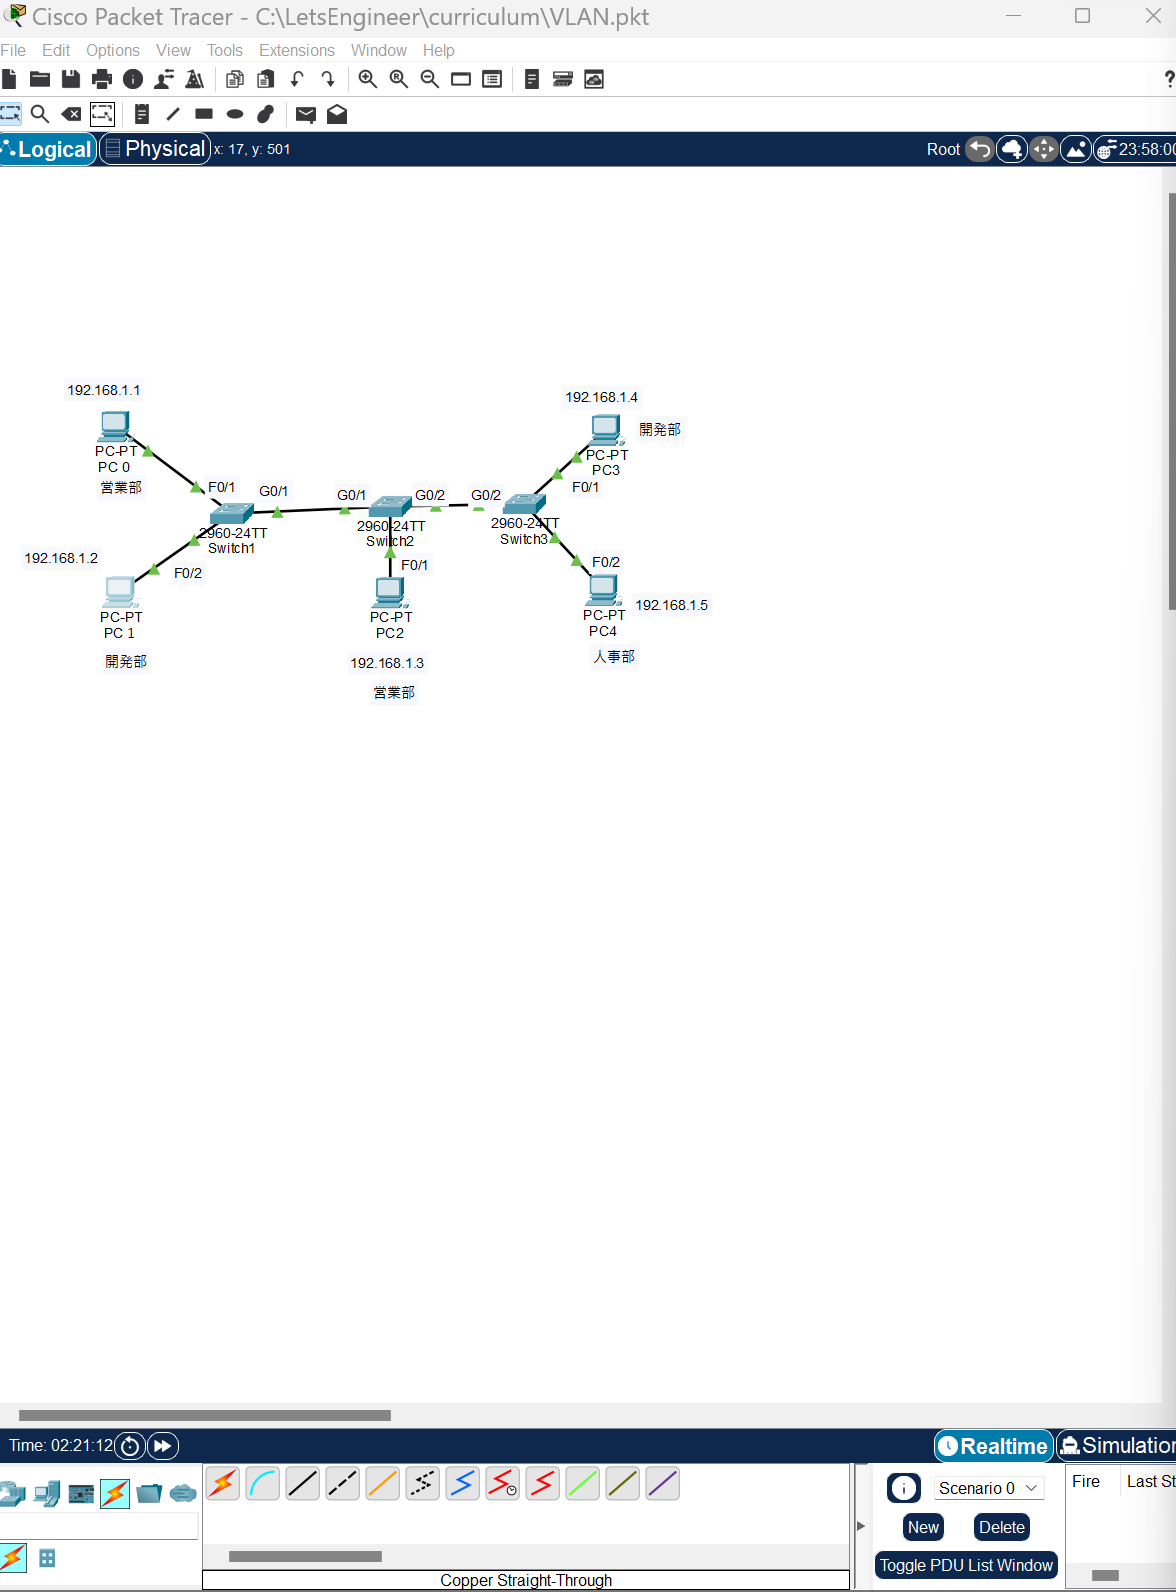 Cisco Packet Tracer - C:\LetsEngineer\curriculum\VLAN.pkt
File Edit Options View Tools Extensions Window Help
Logical Physical x: 17, y: 501 Root 23:58:00
192.168.1.1
PC-PT
PC 0
営業部
192.168.1.2
PC-PT
PC 1
開発部
F0/1
F0/2
G0/1
2960-24TT
Switch1
G0/1
G0/2
2960-24TT
Switch2
F0/1
PC-PT
PC2
192.168.1.3
営業部
G0/2
2960-24TT
Switch3
192.168.1.4
開発部
PC-PT
PC3
F0/1
F0/2
192.168.1.5
PC-PT
PC4
人事部
Time: 02:21:12
Realtime Simulation
Scenario 0
New Delete
Toggle PDU List Window
Fire Last St
Copper Straight-Through